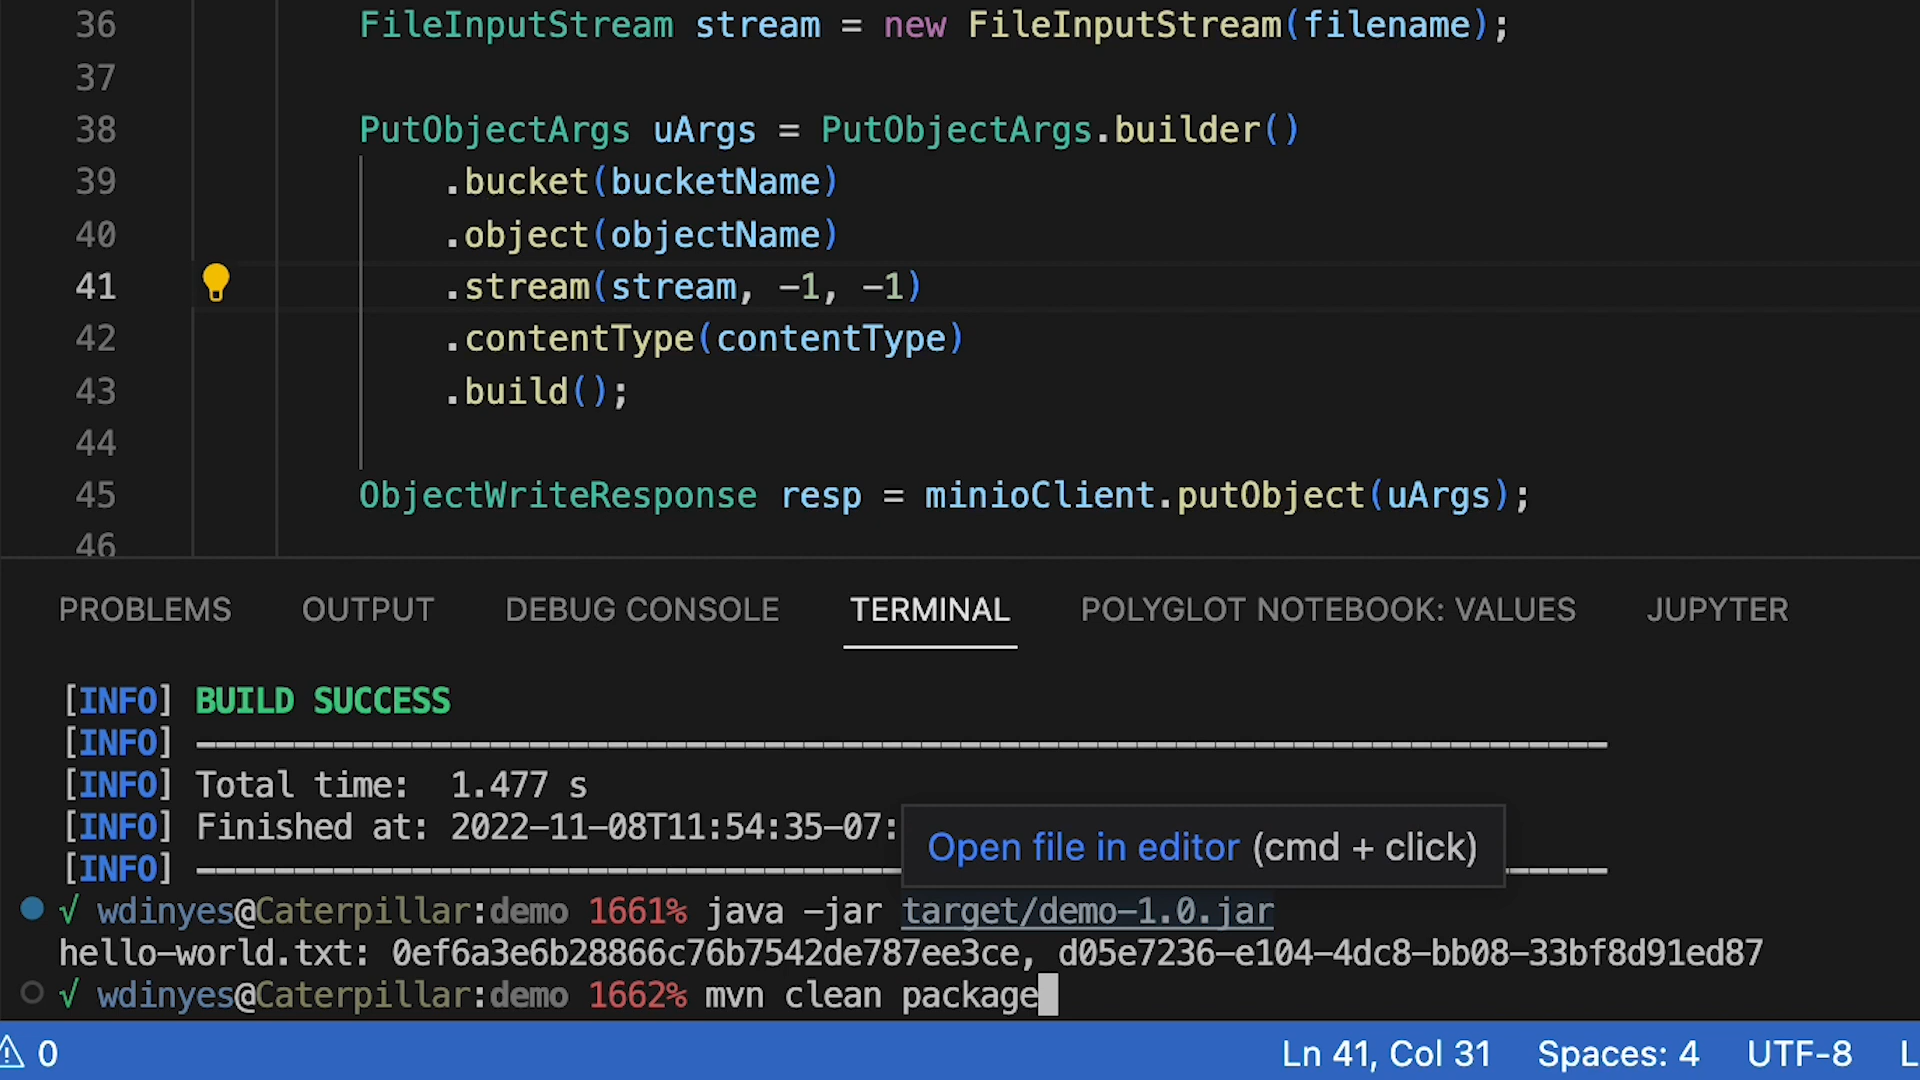 36 FileInputStream stream = new FileInputStream(filename);
37
38 PutObjectArgs uArgs = PutObjectArgs.builder()
39 .bucket(bucketName)
40 .object(objectName)
41 .stream(stream, -1, -1)
42 .contentType(contentType)
43 .build();
44
45 ObjectWriteResponse resp = minioClient.putObject(uArgs);
46
PROBLEMS OUTPUT DEBUG CONSOLE TERMINAL POLYGLOT NOTEBOOK: VALUES JUPYTER
[INFO] BUILD SUCCESS
[INFO] ------------------------------------------------------------------------
[INFO] Total time:  1.477 s
[INFO] Finished at: 2022-11-08T11:54:35-07:
Open file in editor (cmd + click)
[INFO] ------------------------------------------------------------------------
√ wdinyes@Caterpillar:demo 1661% java -jar target/demo-1.0.jar
hello-world.txt: 0ef6a3e6b28866c76b7542de787ee3ce, d05e7236-e104-4dc8-bb08-33bf8d91ed87
√ wdinyes@Caterpillar:demo 1662% mvn clean package
0 Ln 41, Col 31 Spaces: 4 UTF-8 L